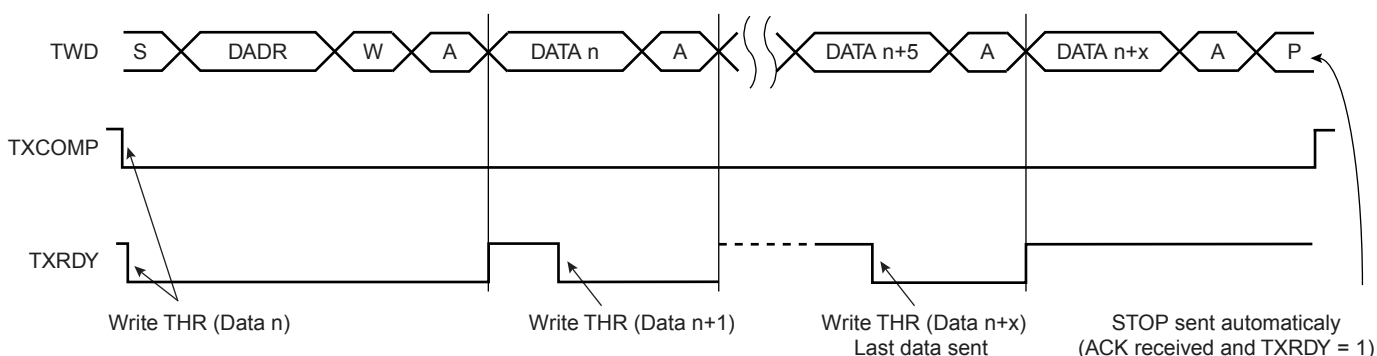 TWD S DADR W A DATA n A DATA n+5 A DATA n+x A P
TXCOMP
TXRDY
Write THR (Data n)
Write THR (Data n+1)
Write THR (Data n+x)
Last data sent
STOP sent automaticaly
(ACK received and TXRDY = 1)